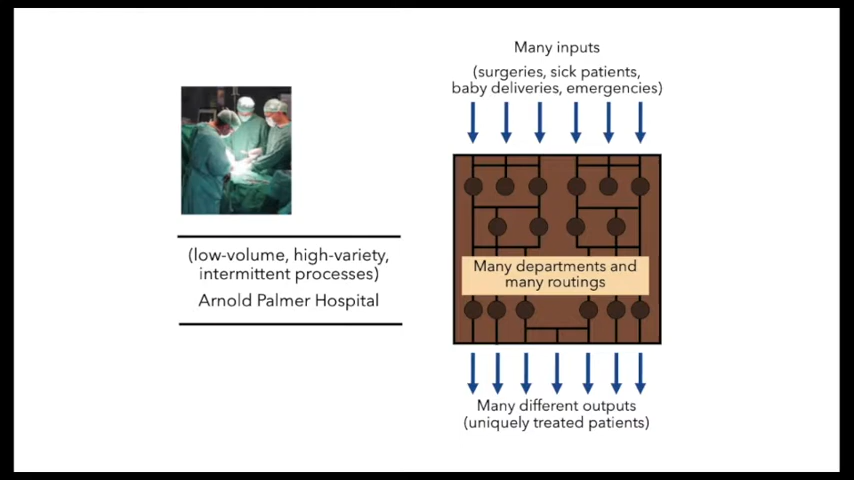 Many inputs
(surgeries, sick patients,
baby deliveries, emergencies)
(low-volume, high-variety,
intermittent processes)
Arnold Palmer Hospital
Many departments and
many routings
Many different outputs
(uniquely treated patients)